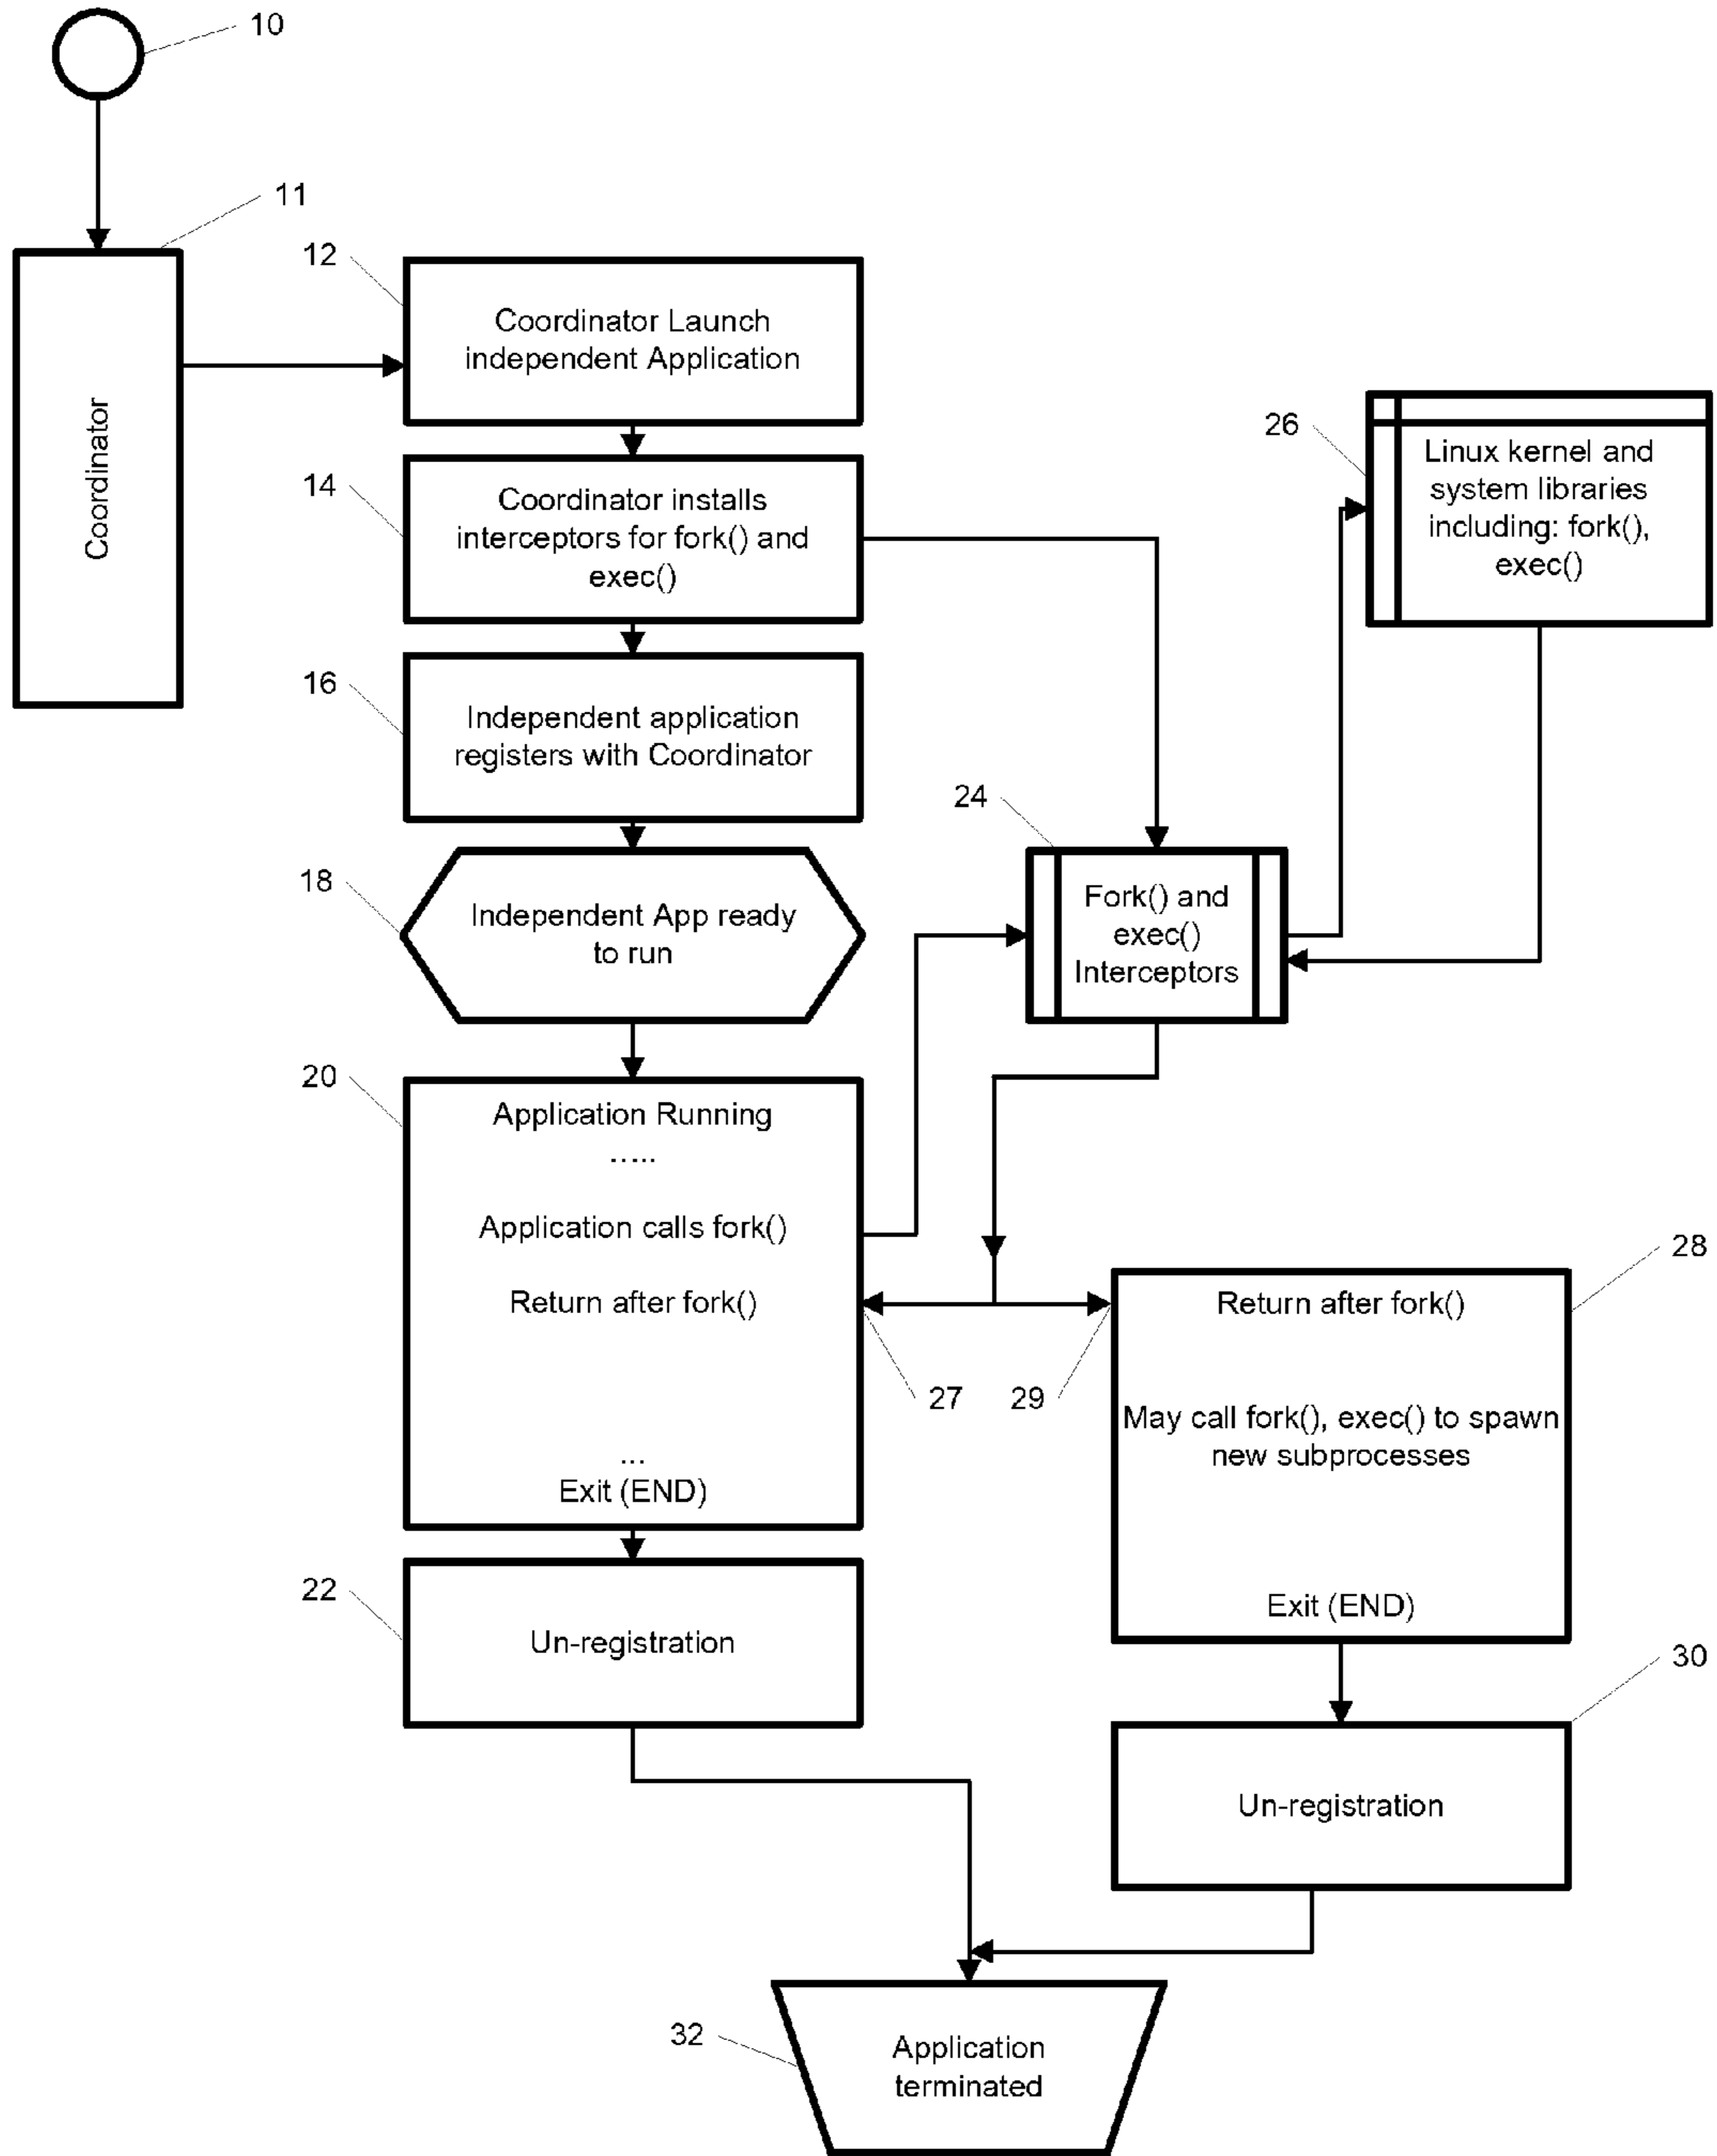 10
11
Coordinator
12
Coordinator Launch
independent Application
14
Coordinator installs
interceptors for fork() and
exec()
26
Linux kernel and
system libraries
including: fork(),
exec()
16
Independent application
registers with Coordinator
24
Fork() and
exec()
Interceptors
18
Independent App ready
to run
20
Application Running
.....
Application calls fork()
Return after fork()
...
Exit (END)
27
29
28
Return after fork()
May call fork(), exec() to spawn
new subprocesses
Exit (END)
22
Un-registration
30
Un-registration
32
Application
terminated